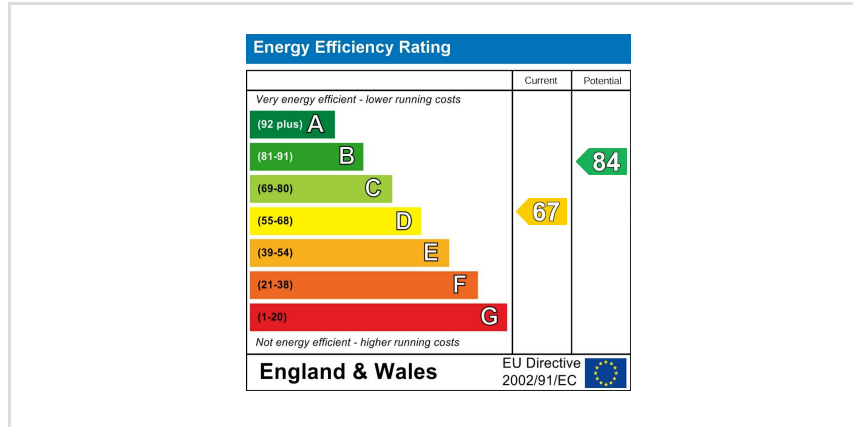 Energy Efficiency Rating
Current Potential
Very energy efficient - lower running costs
(92 plus) A
(81-91) B
84
(69-80) C
(55-68) D
67
(39-54) E
(21-38) F
(1-20) G
Not energy efficient - higher running costs
England & Wales
EU Directive
2002/91/EC